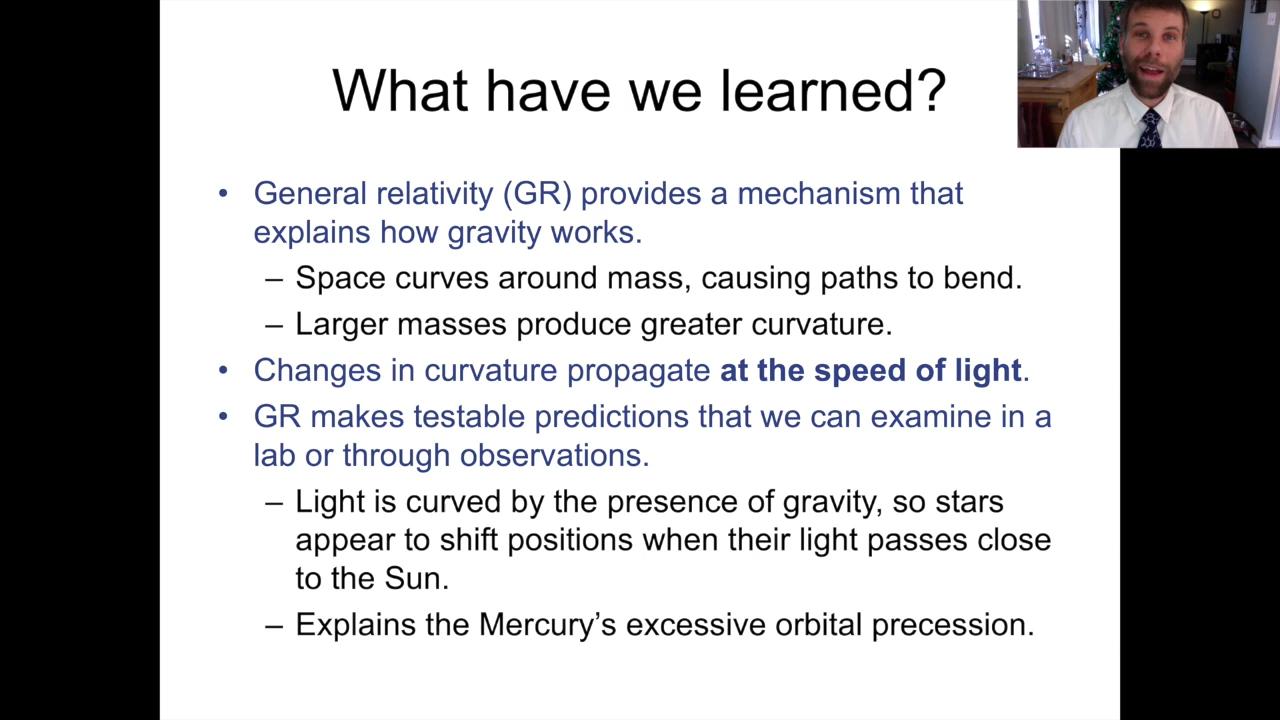 What have we learned?
• General relativity (GR) provides a mechanism that
explains how gravity works.
– Space curves around mass, causing paths to bend.
– Larger masses produce greater curvature.
• Changes in curvature propagate at the speed of light.
• GR makes testable predictions that we can examine in a
lab or through observations.
– Light is curved by the presence of gravity, so stars
appear to shift positions when their light passes close
to the Sun.
– Explains the Mercury’s excessive orbital precession.